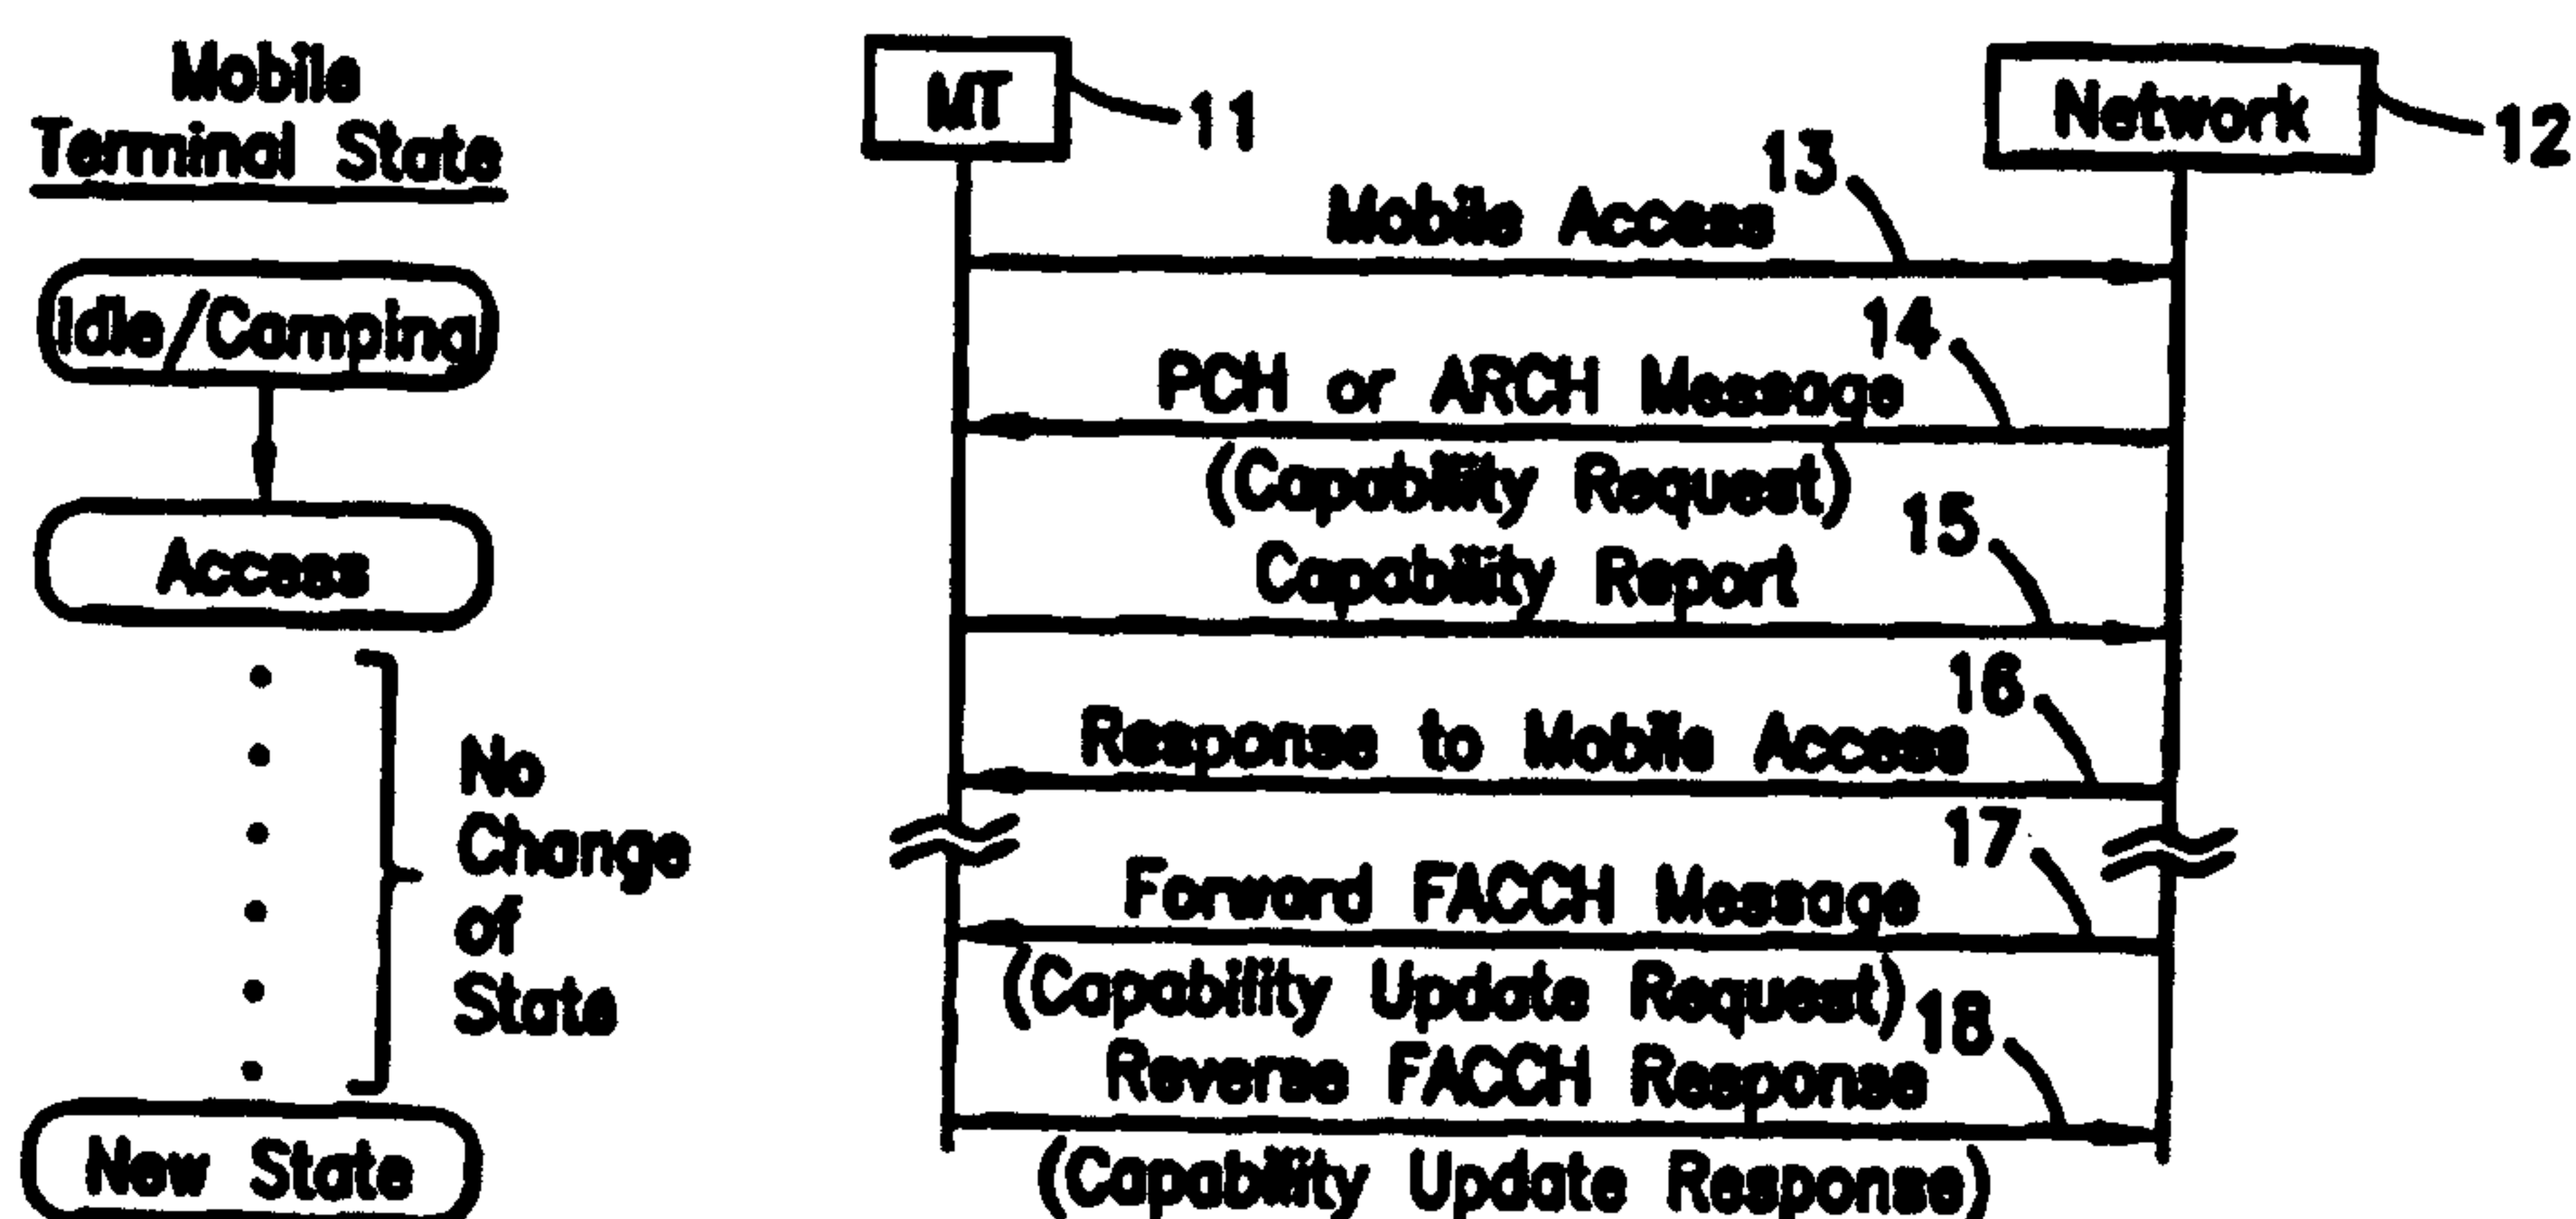 Mobile
Terminal State
Idle/Camping
Access
No
Change
of
State
New State
MT
11
Network
12
13
Mobile Access
14
PCH or ARCH Message
(Capability Request)
15
Capability Report
16
Response to Mobile Access
17
Forward FACCH Message
(Capability Update Request)
18
Reverse FACCH Response
(Capability Update Response)